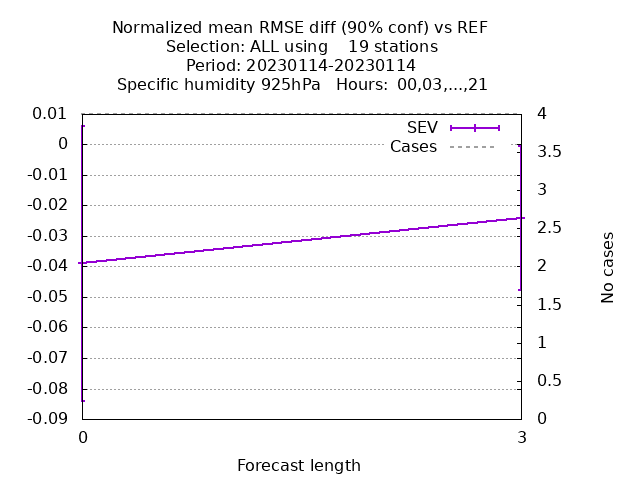 Normalized mean RMSE diff (90% conf) vs REF
Selection: ALL using    19 stations
Period: 20230114-20230114
Specific humidity 925hPa   Hours:  00,03,...,21
SEV
Cases
0.01
0
-0.01
-0.02
-0.03
-0.04
-0.05
-0.06
-0.07
-0.08
-0.09
4
3.5
3
2.5
2
1.5
1
0.5
0
No cases
0
3
Forecast length